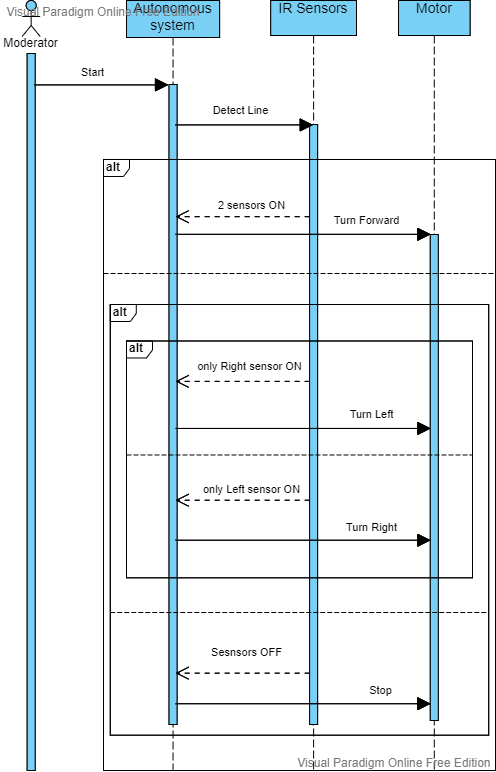 Visual Paradigm Online Free Edition
Autonomous
system
IR Sensors
Motor
Moderator
Start
Detect Line
alt
2 sensors ON
Turn Forward
alt
alt
only Right sensor ON
Turn Left
only Left sensor ON
Turn Right
Sesnsors OFF
Stop
Visual Paradigm Online Free Edition